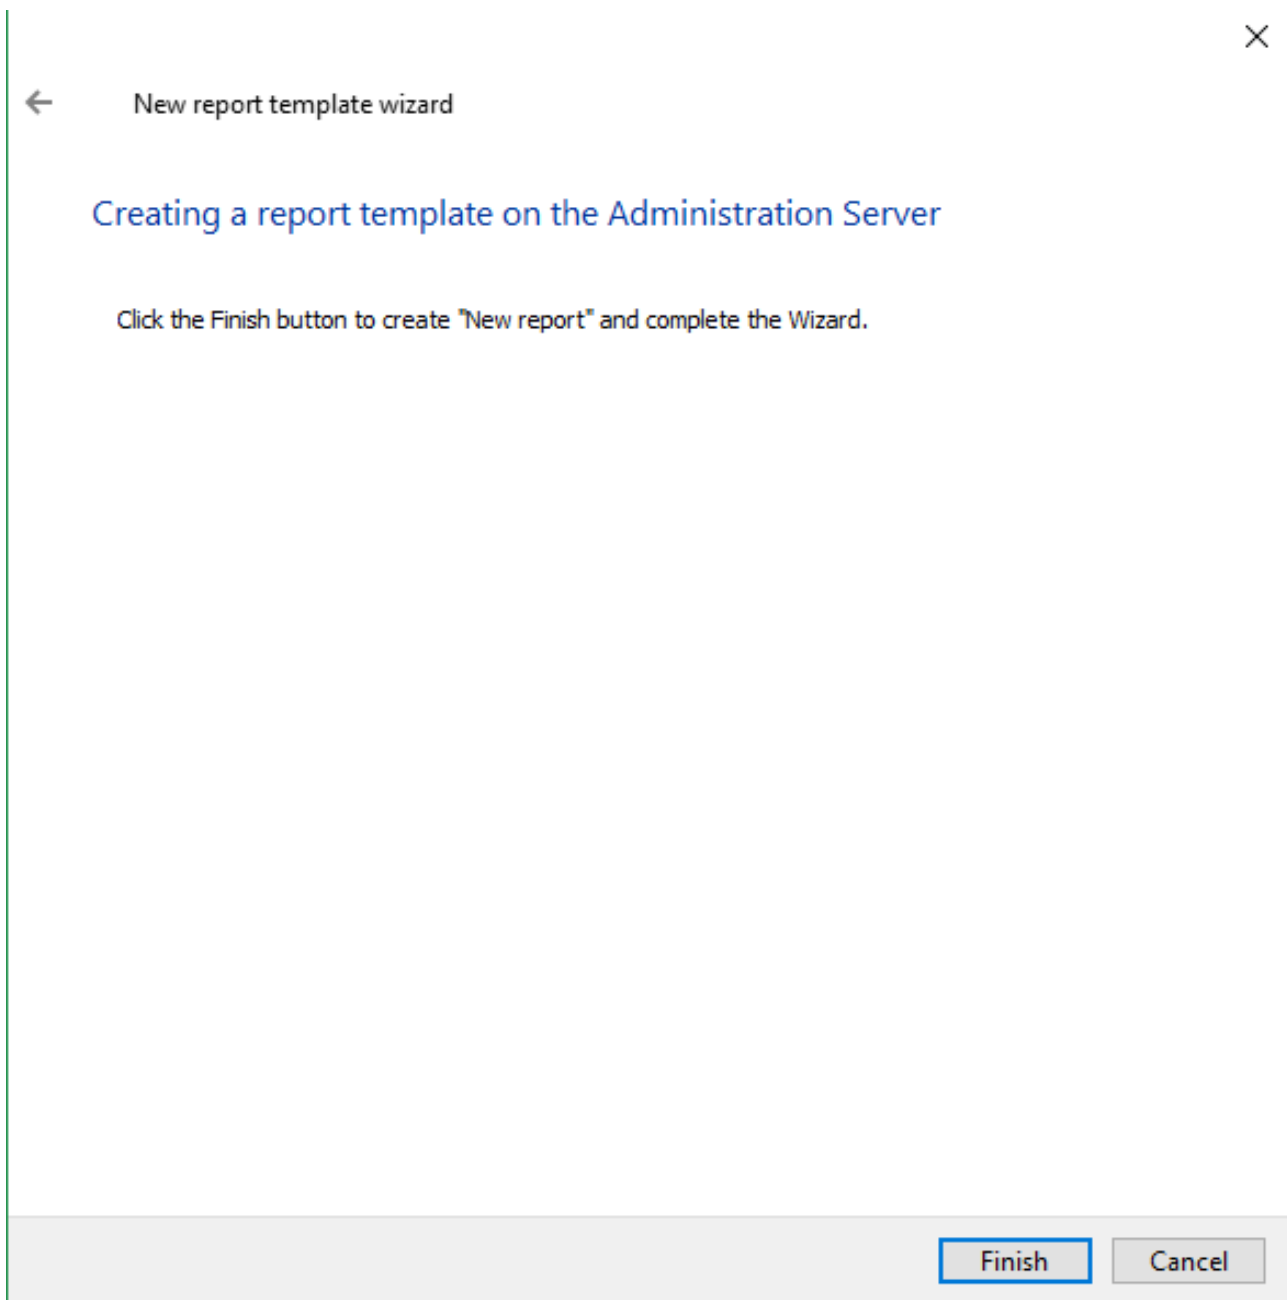 New report template wizard
Creating a report template on the Administration Server
Click the Finish button to create "New report" and complete the Wizard.
Finish
Cancel